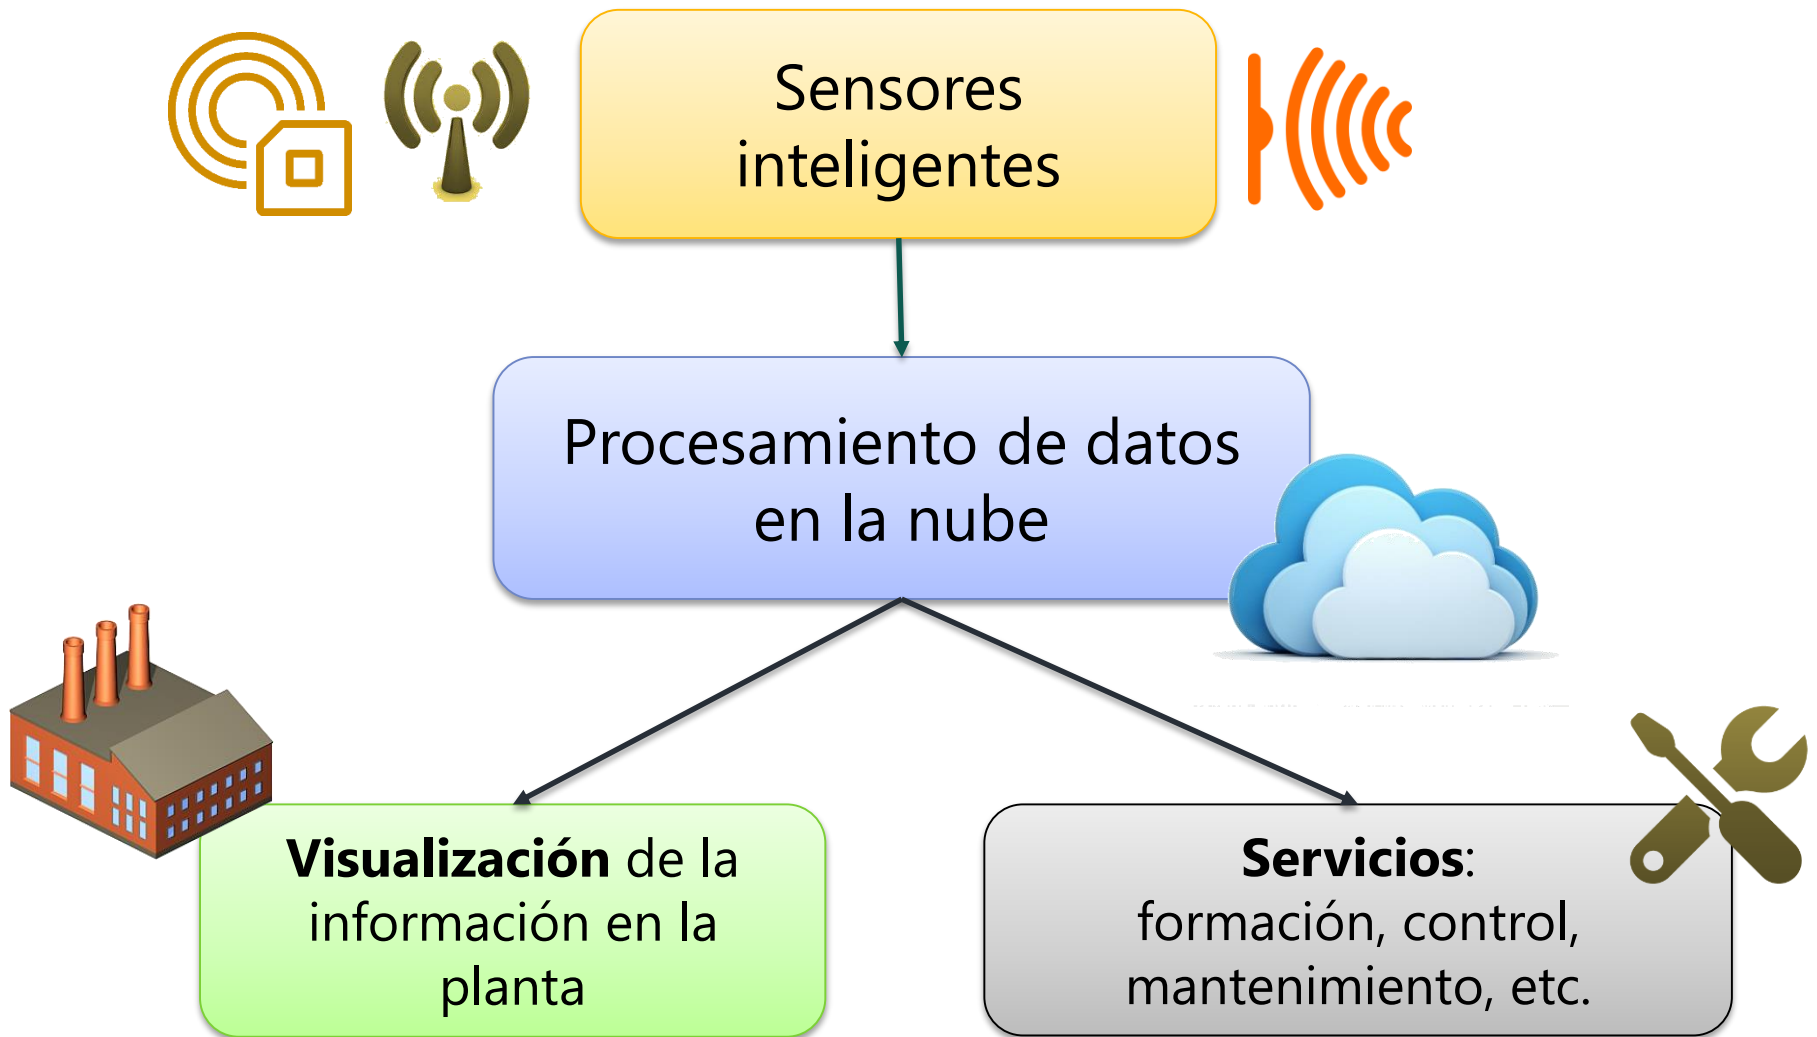 Sensores
inteligentes
Procesamiento de datos
en la nube
Visualización de la
información en la
planta
Servicios:
formación, control,
mantenimiento, etc.